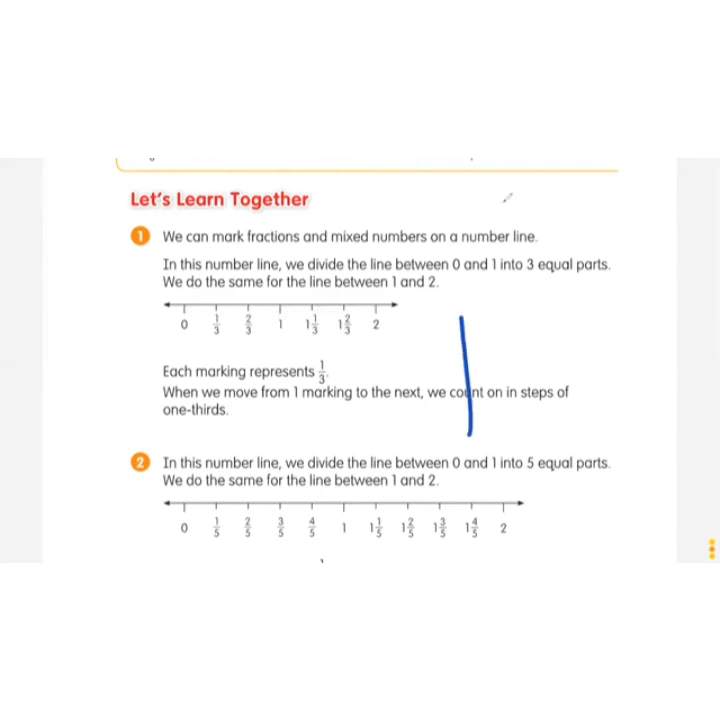 Let's Learn Together
1 We can mark fractions and mixed numbers on a number line.
In this number line, we divide the line between 0 and 1 into 3 equal parts.
We do the same for the line between 1 and 2.
0 1/3 2/3 1 1 1/3 1 2/3 2
Each marking represents 1/3.
When we move from 1 marking to the next, we count on in steps of
one-thirds.
2 In this number line, we divide the line between 0 and 1 into 5 equal parts.
We do the same for the line between 1 and 2.
0 1/5 2/5 3/5 4/5 1 1 1/5 1 2/5 1 3/5 1 4/5 2